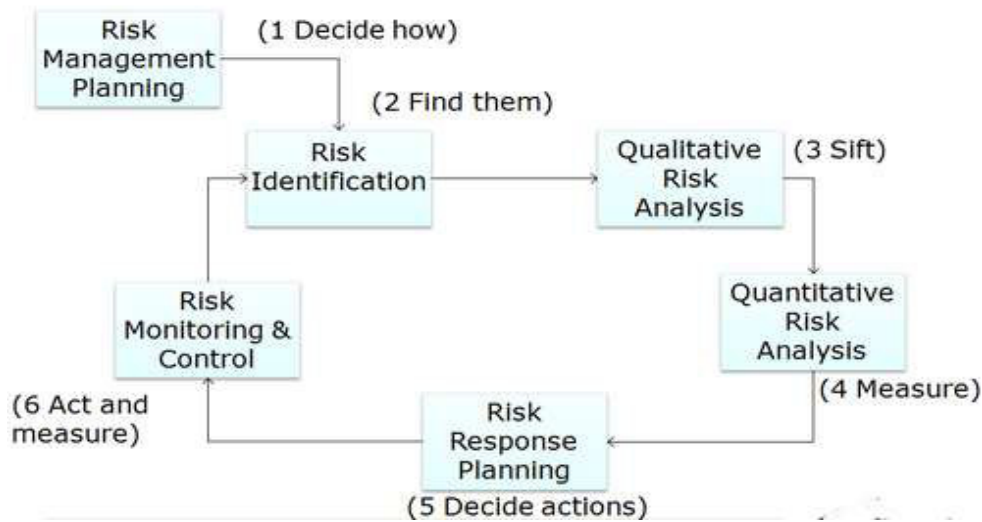 Risk
Management
Planning
(1 Decide how)
(2 Find them)
Risk
Identification
Qualitative
Risk
Analysis
(3 Sift)
Quantitative
Risk
Analysis
(4 Measure)
Risk
Response
Planning
(5 Decide actions)
Risk
Monitoring &
Control
(6 Act and
measure)